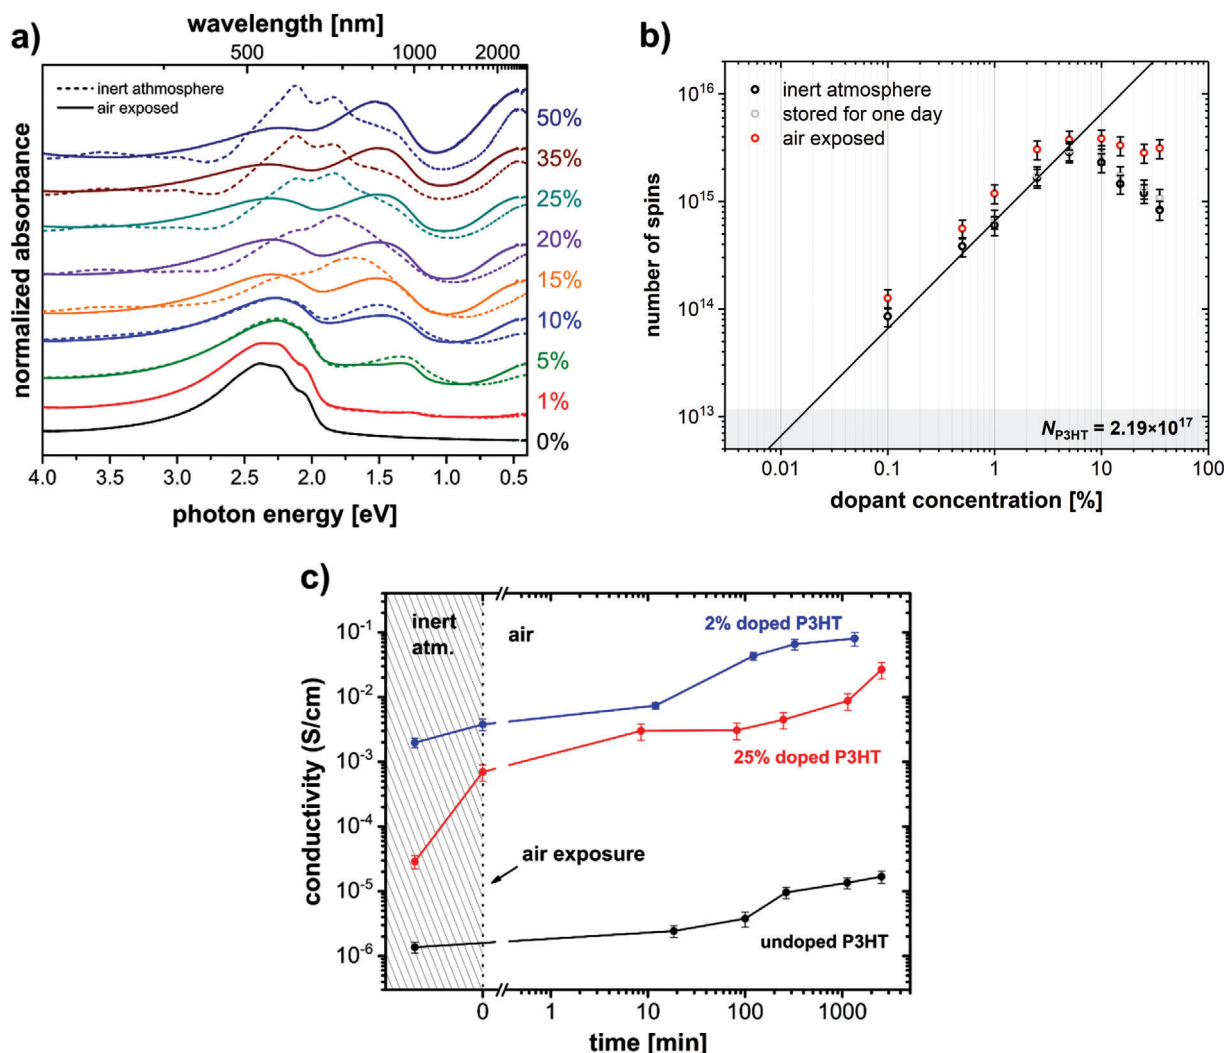 a)
wavelength [nm]
500
1000
2000
inert athmosphere
air exposed
50%
35%
25%
20%
15%
10%
5%
1%
0%
normalized absorbance
4.0
3.5
3.0
2.5
2.0
1.5
1.0
0.5
photon energy [eV]
b)
inert atmosphere
stored for one day
air exposed
10^16
10^15
10^14
10^13
number of spins
N_P3HT = 2.19×10^17
0.01
0.1
1
10
100
dopant concentration [%]
c)
inert
atm.
air
2% doped P3HT
25% doped P3HT
air exposure
undoped P3HT
10^-1
10^-2
10^-3
10^-4
10^-5
10^-6
conductivity (S/cm)
0
1
10
100
1000
time [min]